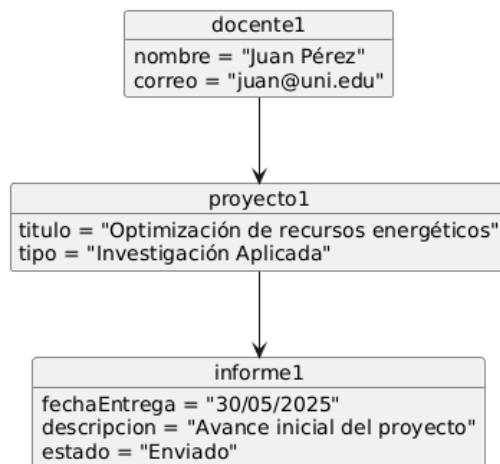 docente1
nombre = "Juan Pérez"
correo = "juan@uni.edu"
proyecto1
titulo = "Optimización de recursos energéticos"
tipo = "Investigación Aplicada"
informe1
fechaEntrega = "30/05/2025"
descripcion = "Avance inicial del proyecto"
estado = "Enviado"